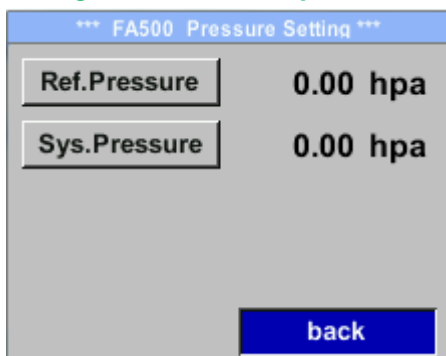 *** FA500 Pressure Setting ***
Ref.Pressure 0.00 hpa
Sys.Pressure 0.00 hpa
back